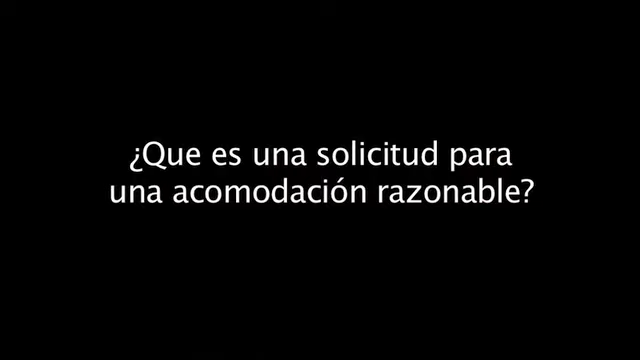 ¿Que es una solicitud para
una acomodación razonable?